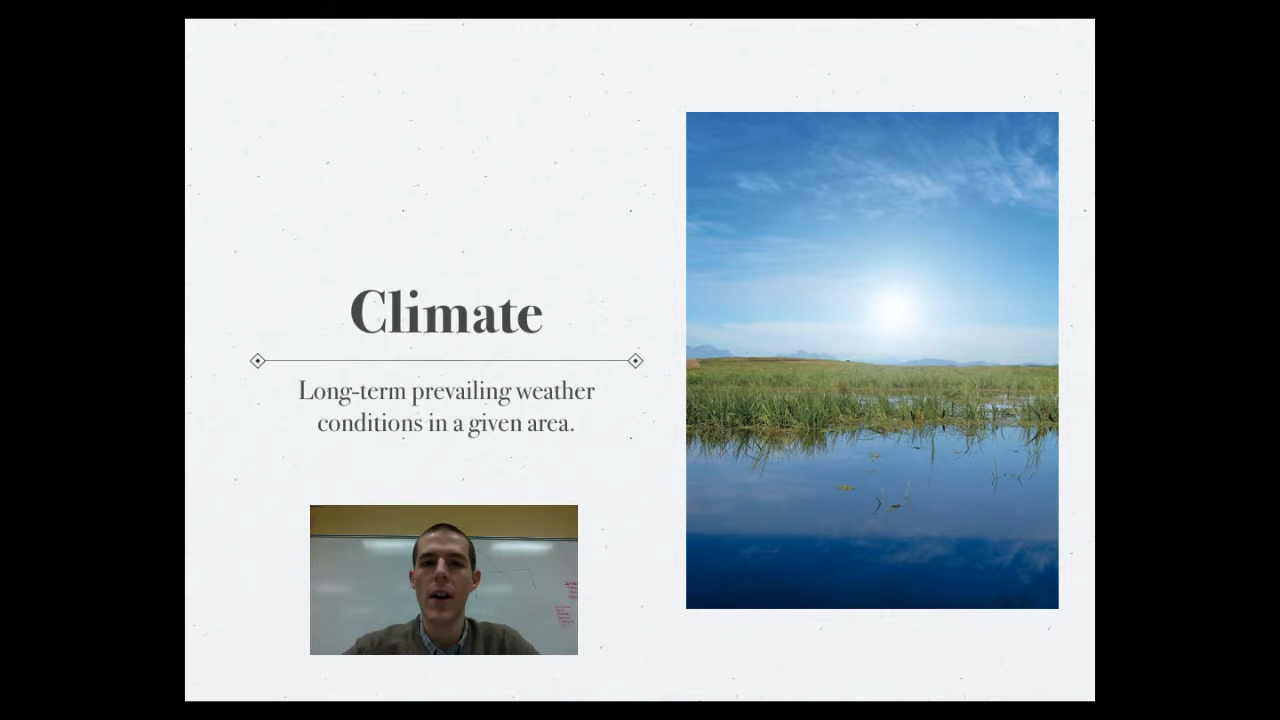 Climate
Long-term prevailing weather
conditions in a given area.